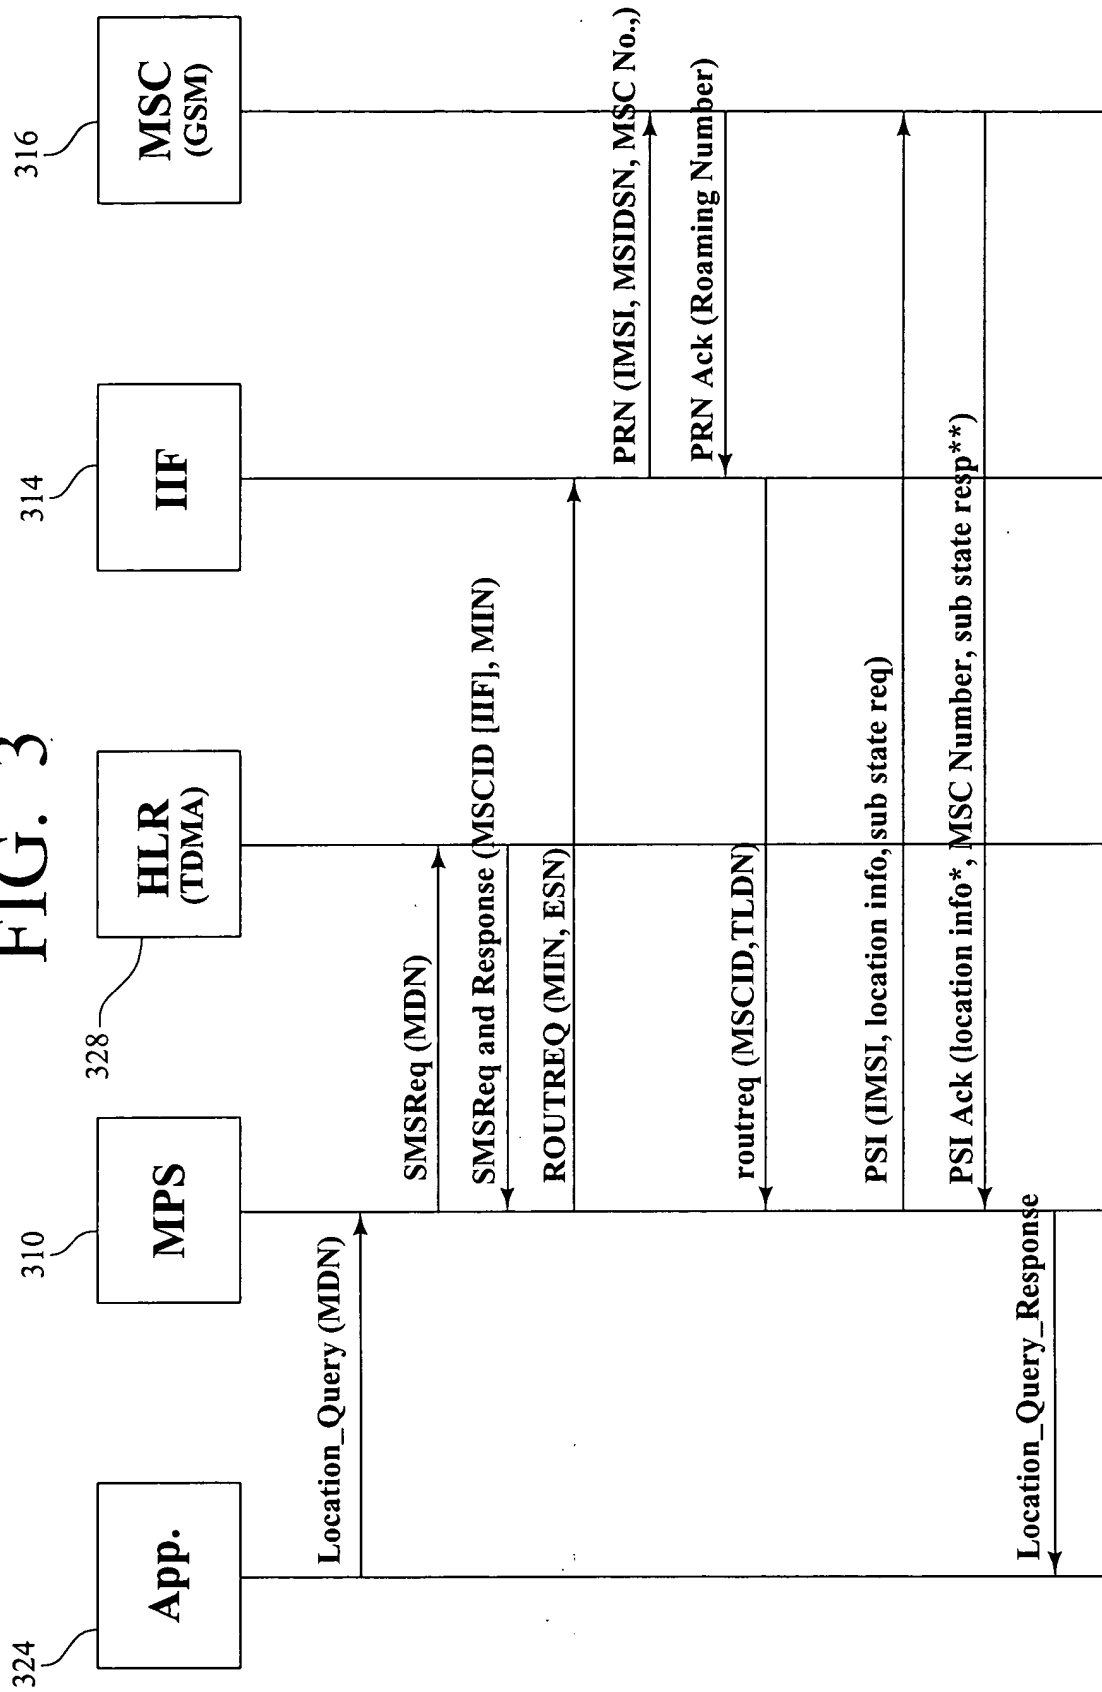 FIG. 3
324
App.
310
MPS
328
HLR
(TDMA)
314
IIF
316
MSC
(GSM)
Location_Query (MDN)
SMSReq (MDN)
SMSReq and Response (MSCID [IIF], MIN)
ROUTREQ (MIN, ESN)
PRN (IMSI, MSIDSN, MSC No.,)
PRN Ack (Roaming Number)
routreq (MSCID,TLDN)
PSI (IMSI, location info, sub state req)
PSI Ack (location info*, MSC Number, sub state resp**)
Location_Query_Response